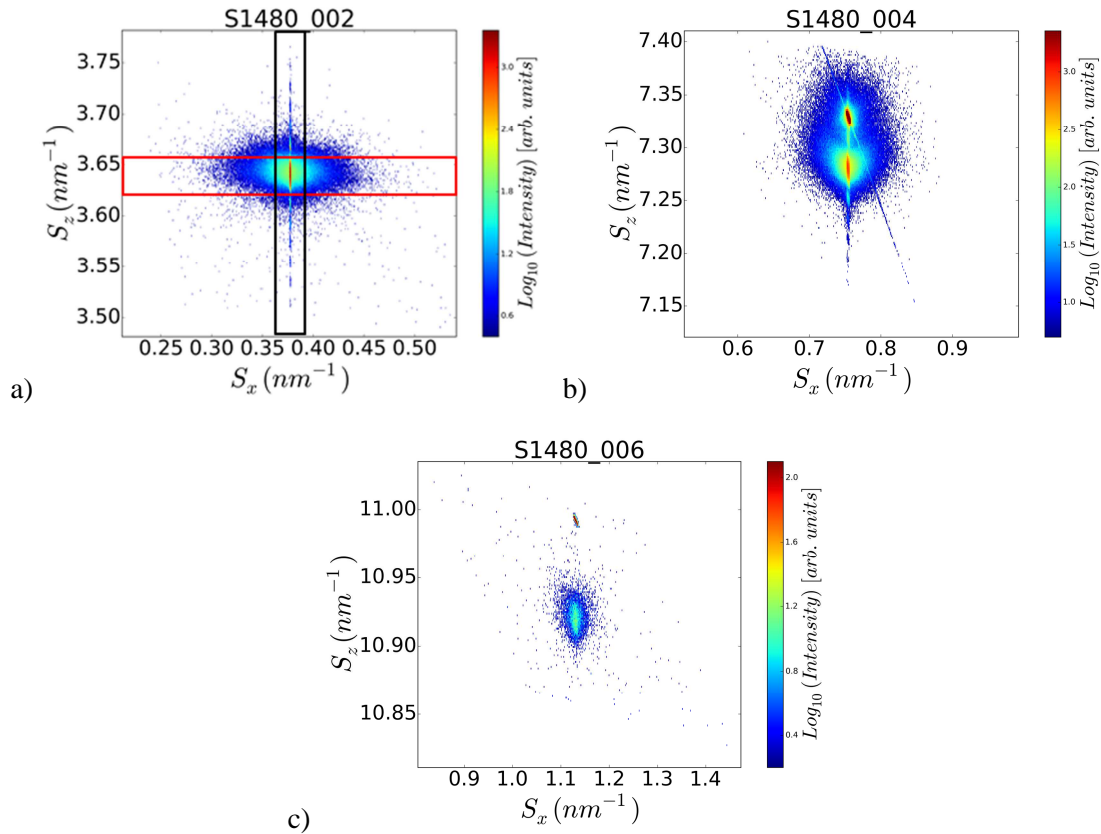 S1480_002
3.75
3.70
3.65
3.60
3.55
3.50
S_z (nm^{-1})
0.25 0.30 0.35 0.40 0.45 0.50
S_x (nm^{-1})
3.0
2.4
1.8
1.2
0.6
Log_{10} (Intensity) [arb. units]
a)
S1480_004
7.40
7.35
7.30
7.25
7.20
7.15
S_z (nm^{-1})
0.6 0.7 0.8 0.9
S_x (nm^{-1})
3.0
2.5
2.0
1.5
1.0
Log_{10} (Intensity) [arb. units]
b)
S1480_006
11.00
10.95
10.90
10.85
S_z (nm^{-1})
0.9 1.0 1.1 1.2 1.3 1.4
S_x (nm^{-1})
2.0
1.6
1.2
0.8
0.4
Log_{10} (Intensity) [arb. units]
c)